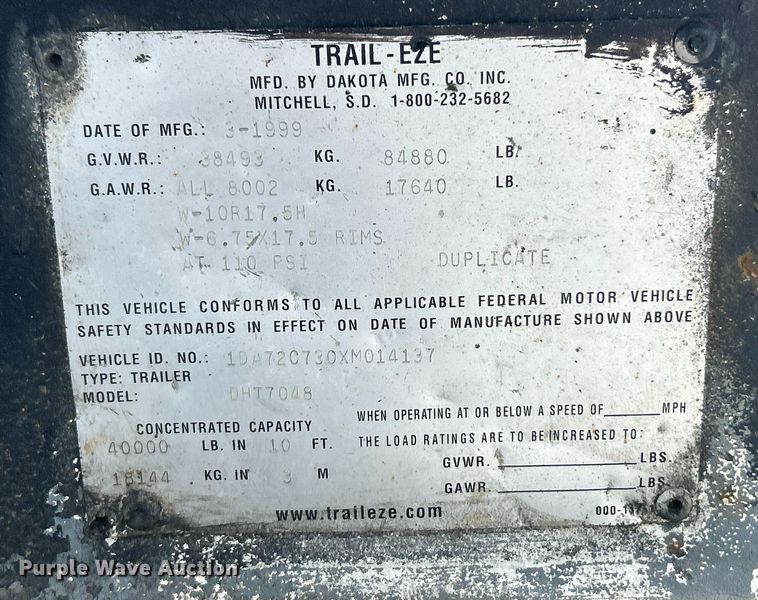 TRAIL-EZE
MFD. BY DAKOTA MFG. CO. INC.
MITCHELL, S.D. 1-800-232-5682
DATE OF MFG.: 3-1999
G.V.W.R.: 38493 KG. 84880 LB.
G.A.W.R.: ALL 8002 KG. 17640 LB.
W-10R17.5H
W-6.75X17.5 RIMS
AT 110 PSI DUPLICATE
THIS VEHICLE CONFORMS TO ALL APPLICABLE FEDERAL MOTOR VEHICLE
SAFETY STANDARDS IN EFFECT ON DATE OF MANUFACTURE SHOWN ABOVE
VEHICLE ID. NO.: 1DA72C730XM014137
TYPE: TRAILER
MODEL: DHT7048
CONCENTRATED CAPACITY
40000 LB. IN 10 FT.
18144 KG. IN 3 M
WHEN OPERATING AT OR BELOW A SPEED OF______MPH
THE LOAD RATINGS ARE TO BE INCREASED TO:
GVWR.______________LBS.
GAWR.______________LBS.
www.traileze.com
Purple Wave Auction